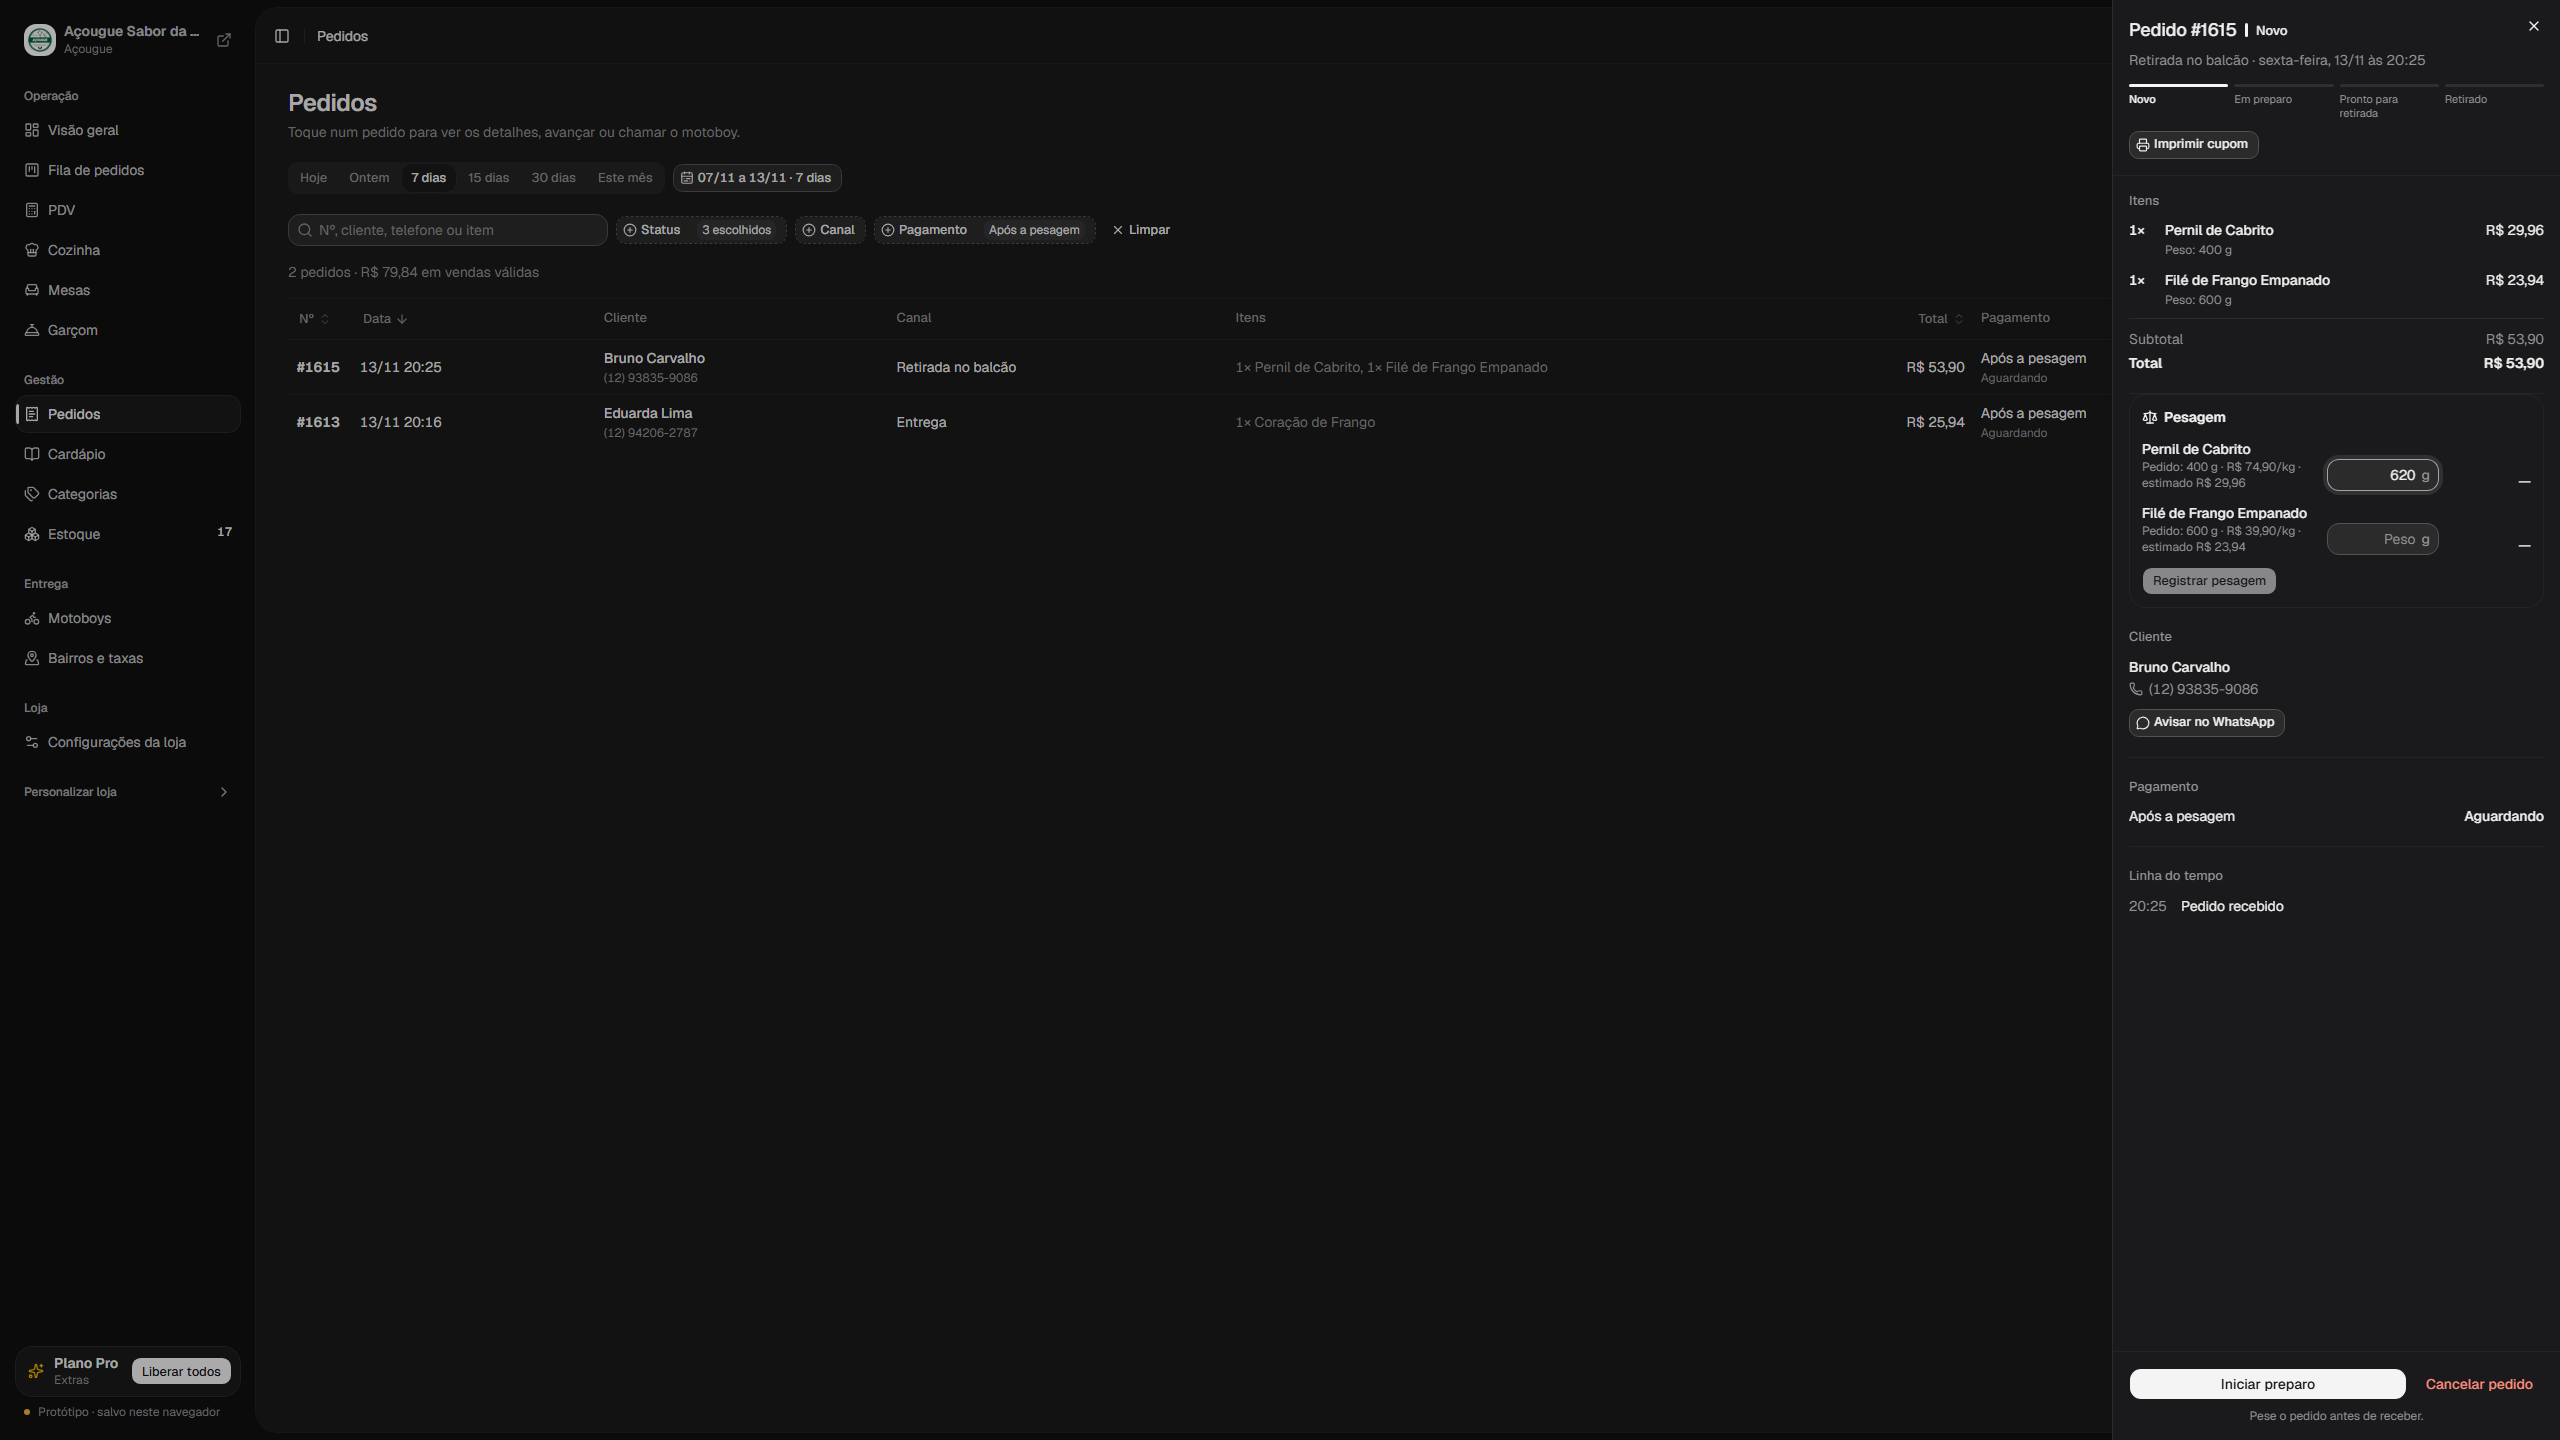 Açougue Sabor da ...
Açougue
Operação
Visão geral
Fila de pedidos
PDV
Cozinha
Mesas
Garçom
Gestão
Pedidos
Cardápio
Categorias
Estoque 17
Entrega
Motoboys
Bairros e taxas
Loja
Configurações da loja
Personalizar loja
Plano Pro
Extras
Liberar todos
Protótipo · salvo neste navegador
Pedidos
Pedidos
Toque num pedido para ver os detalhes, avançar ou chamar o motoboy.
Hoje Ontem 7 dias 15 dias 30 dias Este mês 07/11 a 13/11 · 7 dias
Nº, cliente, telefone ou item Status 3 escolhidos Canal Pagamento Após a pesagem Limpar
2 pedidos · R$ 79,84 em vendas válidas
Nº Data Cliente Canal Itens Total Pagamento
#1615 13/11 20:25 Bruno Carvalho Retirada no balcão 1× Pernil de Cabrito, 1× Filé de Frango Empanado R$ 53,90 Após a pesagem
(12) 93835-9086 Aguardando
#1613 13/11 20:16 Eduarda Lima Entrega 1× Coração de Frango R$ 25,94 Após a pesagem
(12) 94206-2787 Aguardando
Pedido #1615 Novo
Retirada no balcão · sexta-feira, 13/11 às 20:25
Novo Em preparo Pronto para retirada Retirado
Imprimir cupom
Itens
1× Pernil de Cabrito R$ 29,96
Peso: 400 g
1× Filé de Frango Empanado R$ 23,94
Peso: 600 g
Subtotal R$ 53,90
Total R$ 53,90
Pesagem
Pernil de Cabrito
Pedido: 400 g · R$ 74,90/kg ·
estimado R$ 29,96
620 g —
Filé de Frango Empanado
Pedido: 600 g · R$ 39,90/kg ·
estimado R$ 23,94
Peso g —
Registrar pesagem
Cliente
Bruno Carvalho
(12) 93835-9086
Avisar no WhatsApp
Pagamento
Após a pesagem Aguardando
Linha do tempo
20:25 Pedido recebido
Iniciar preparo Cancelar pedido
Pese o pedido antes de receber.